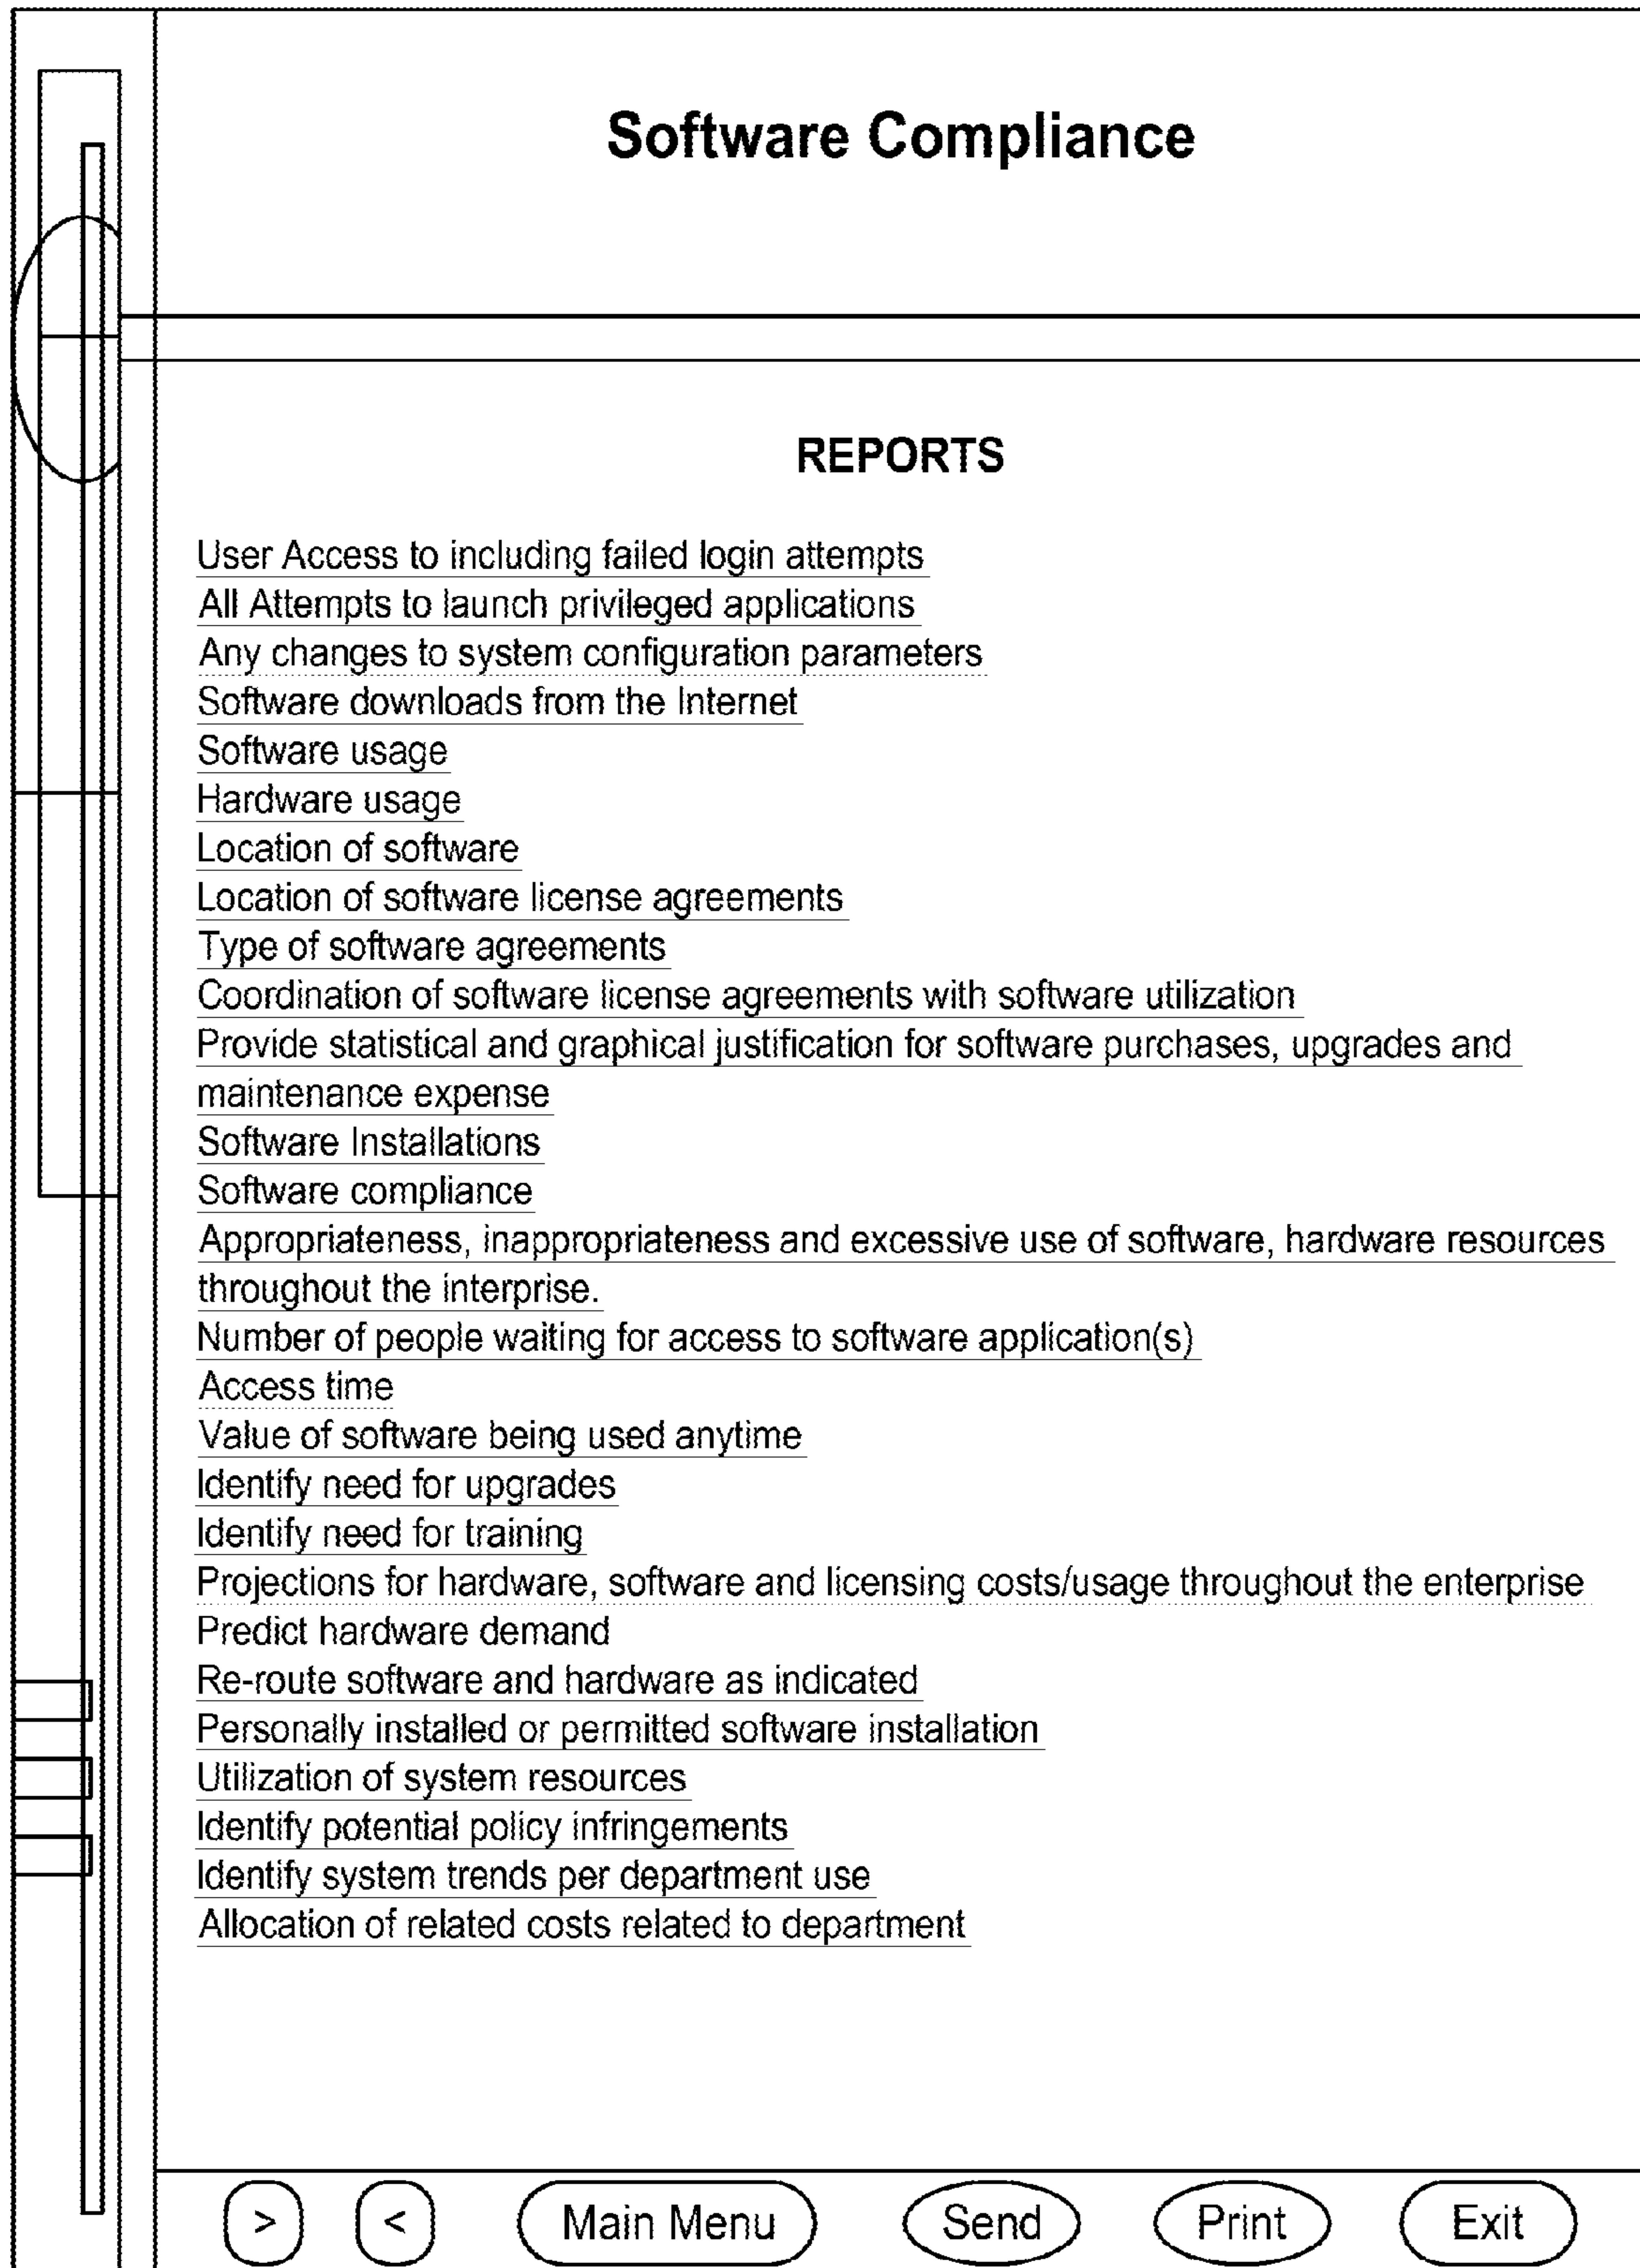 Software Compliance
REPORTS
User Access to including failed login attempts
All Attempts to launch privileged applications
Any changes to system configuration parameters
Software downloads from the Internet
Software usage
Hardware usage
Location of software
Location of software license agreements
Type of software agreements
Coordination of software license agreements with software utilization
Provide statistical and graphical justification for software purchases, upgrades and
maintenance expense
Software Installations
Software compliance
Appropriateness, inappropriateness and excessive use of software, hardware resources
throughout the interprise.
Number of people waiting for access to software application(s)
Access time
Value of software being used anytime
Identify need for upgrades
Identify need for training
Projections for hardware, software and licensing costs/usage throughout the enterprise
Predict hardware demand
Re-route software and hardware as indicated
Personally installed or permitted software installation
Utilization of system resources
Identify potential policy infringements
Identify system trends per department use
Allocation of related costs related to department
> < Main Menu Send Print Exit